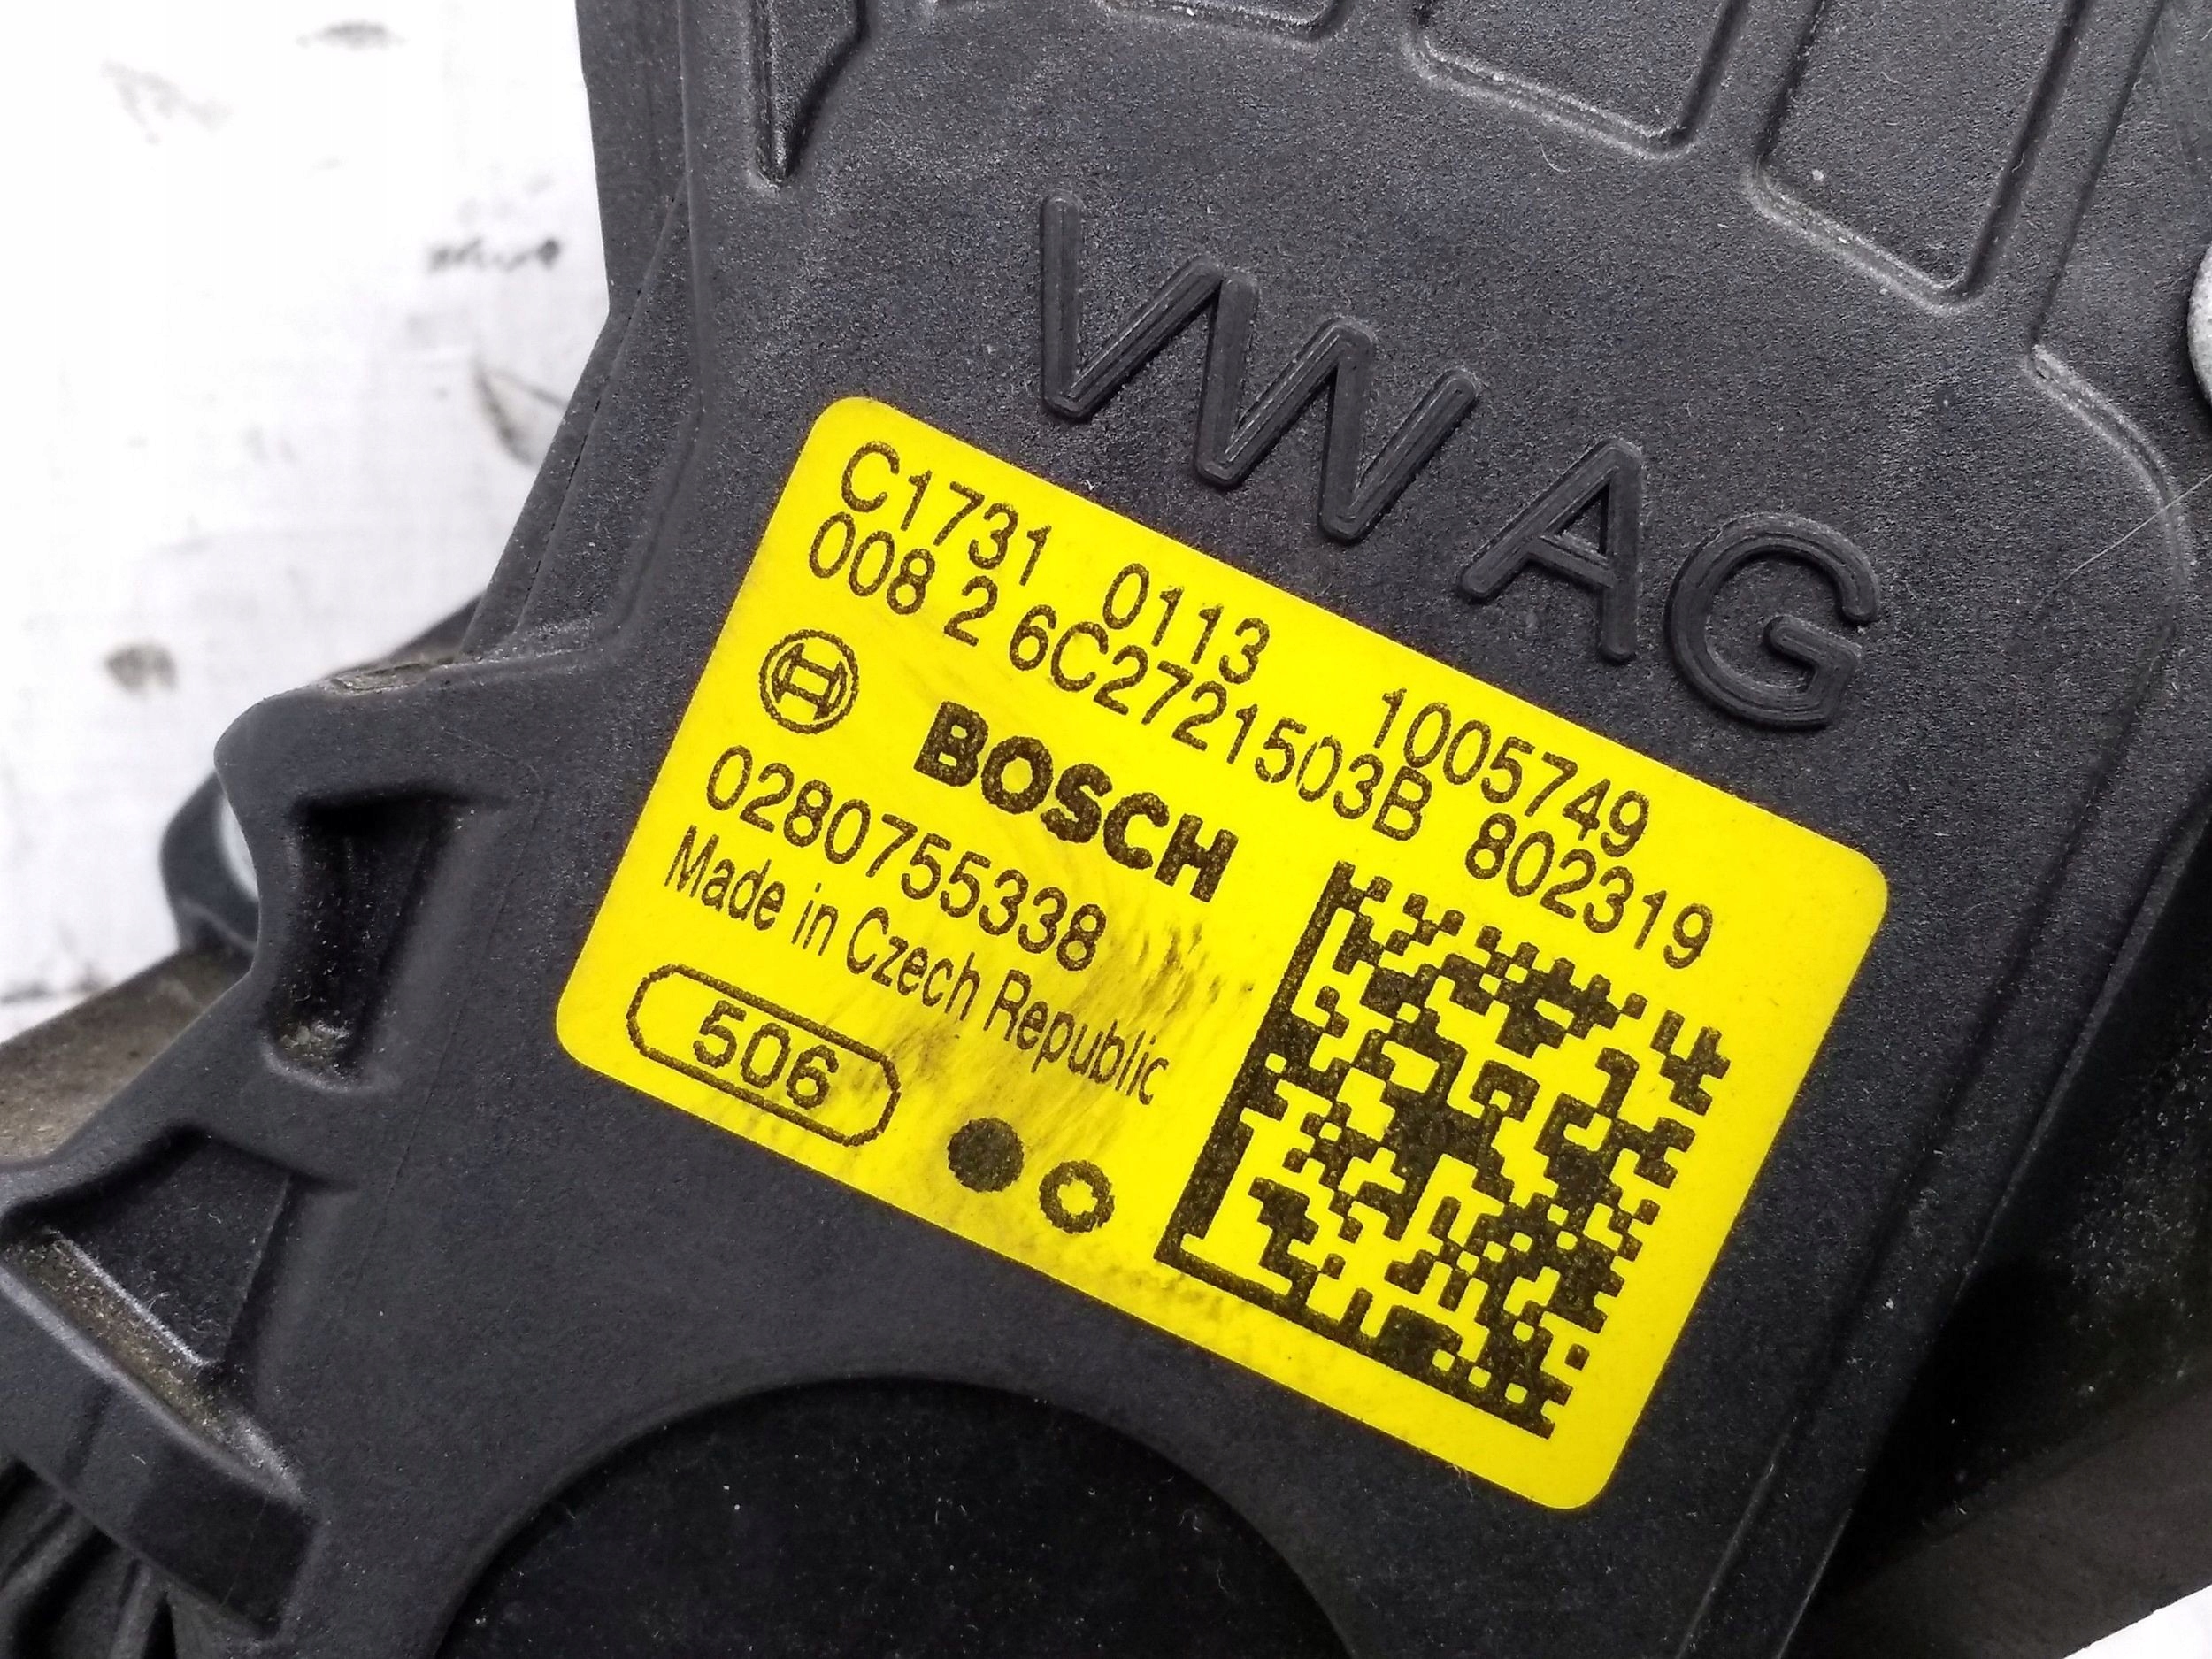 VW AG
C1731 0113 1005749
008 2 6C2721503B 802319
BOSCH
0280755338
Made in Czech Republic
506